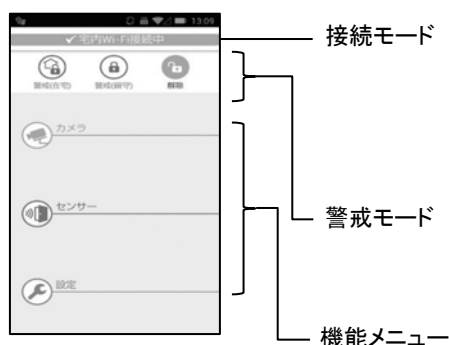 13:09
✓ 宅内Wi-Fi接続中
接続モード
警戒(在宅) 警戒(留守) 解除
警戒モード
カメラ
センサー
設定
機能メニュー